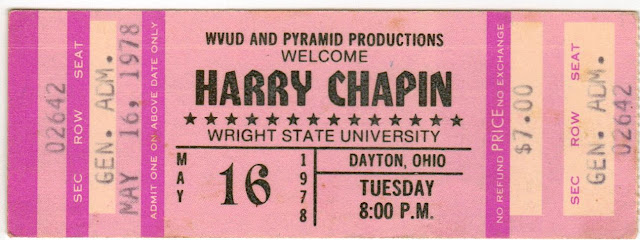 SEC ROW SEAT
02642
GEN. ADM.
MAY 16, 1978
ADMIT ONE ON ABOVE DATE ONLY
WVUD AND PYRAMID PRODUCTIONS
WELCOME
HARRY CHAPIN
WRIGHT STATE UNIVERSITY
MAY
16
1978
DAYTON, OHIO
TUESDAY
8:00 P.M.
NO REFUND PRICE NO EXCHANGE
$7.00
02642
GEN. ADM.
SEC ROW SEAT